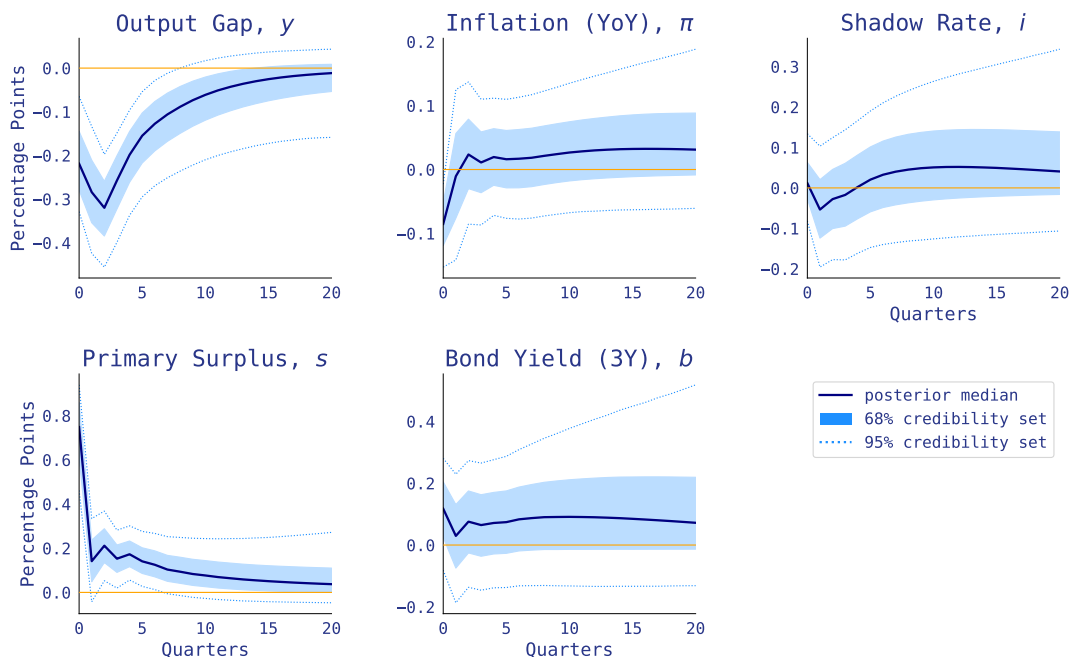 Output Gap, y
Inflation (YoY), π
Shadow Rate, i
Percentage Points
0.0
−0.1
−0.2
−0.3
−0.4
0 5 10 15 20
0.2
0.1
0.0
−0.1
0 5 10 15 20
0.3
0.2
0.1
0.0
−0.1
−0.2
0 5 10 15 20
Quarters
Primary Surplus, s
Bond Yield (3Y), b
Percentage Points
0.8
0.6
0.4
0.2
0.0
0 5 10 15 20
Quarters
0.4
0.2
0.0
−0.2
0 5 10 15 20
Quarters
posterior median
68% credibility set
95% credibility set